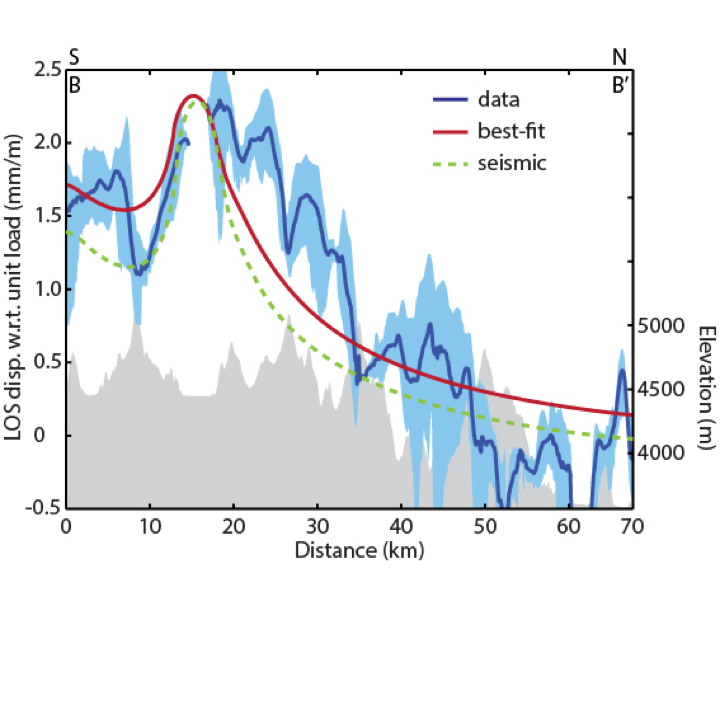 S N
B B′
2.5
2.0
1.5
1.0
0.5
0
-0.5
LOS disp. w.r.t. unit load (mm/m)
data
best-fit
seismic
5000
4500
4000
Elevation (m)
0 10 20 30 40 50 60 70
Distance (km)